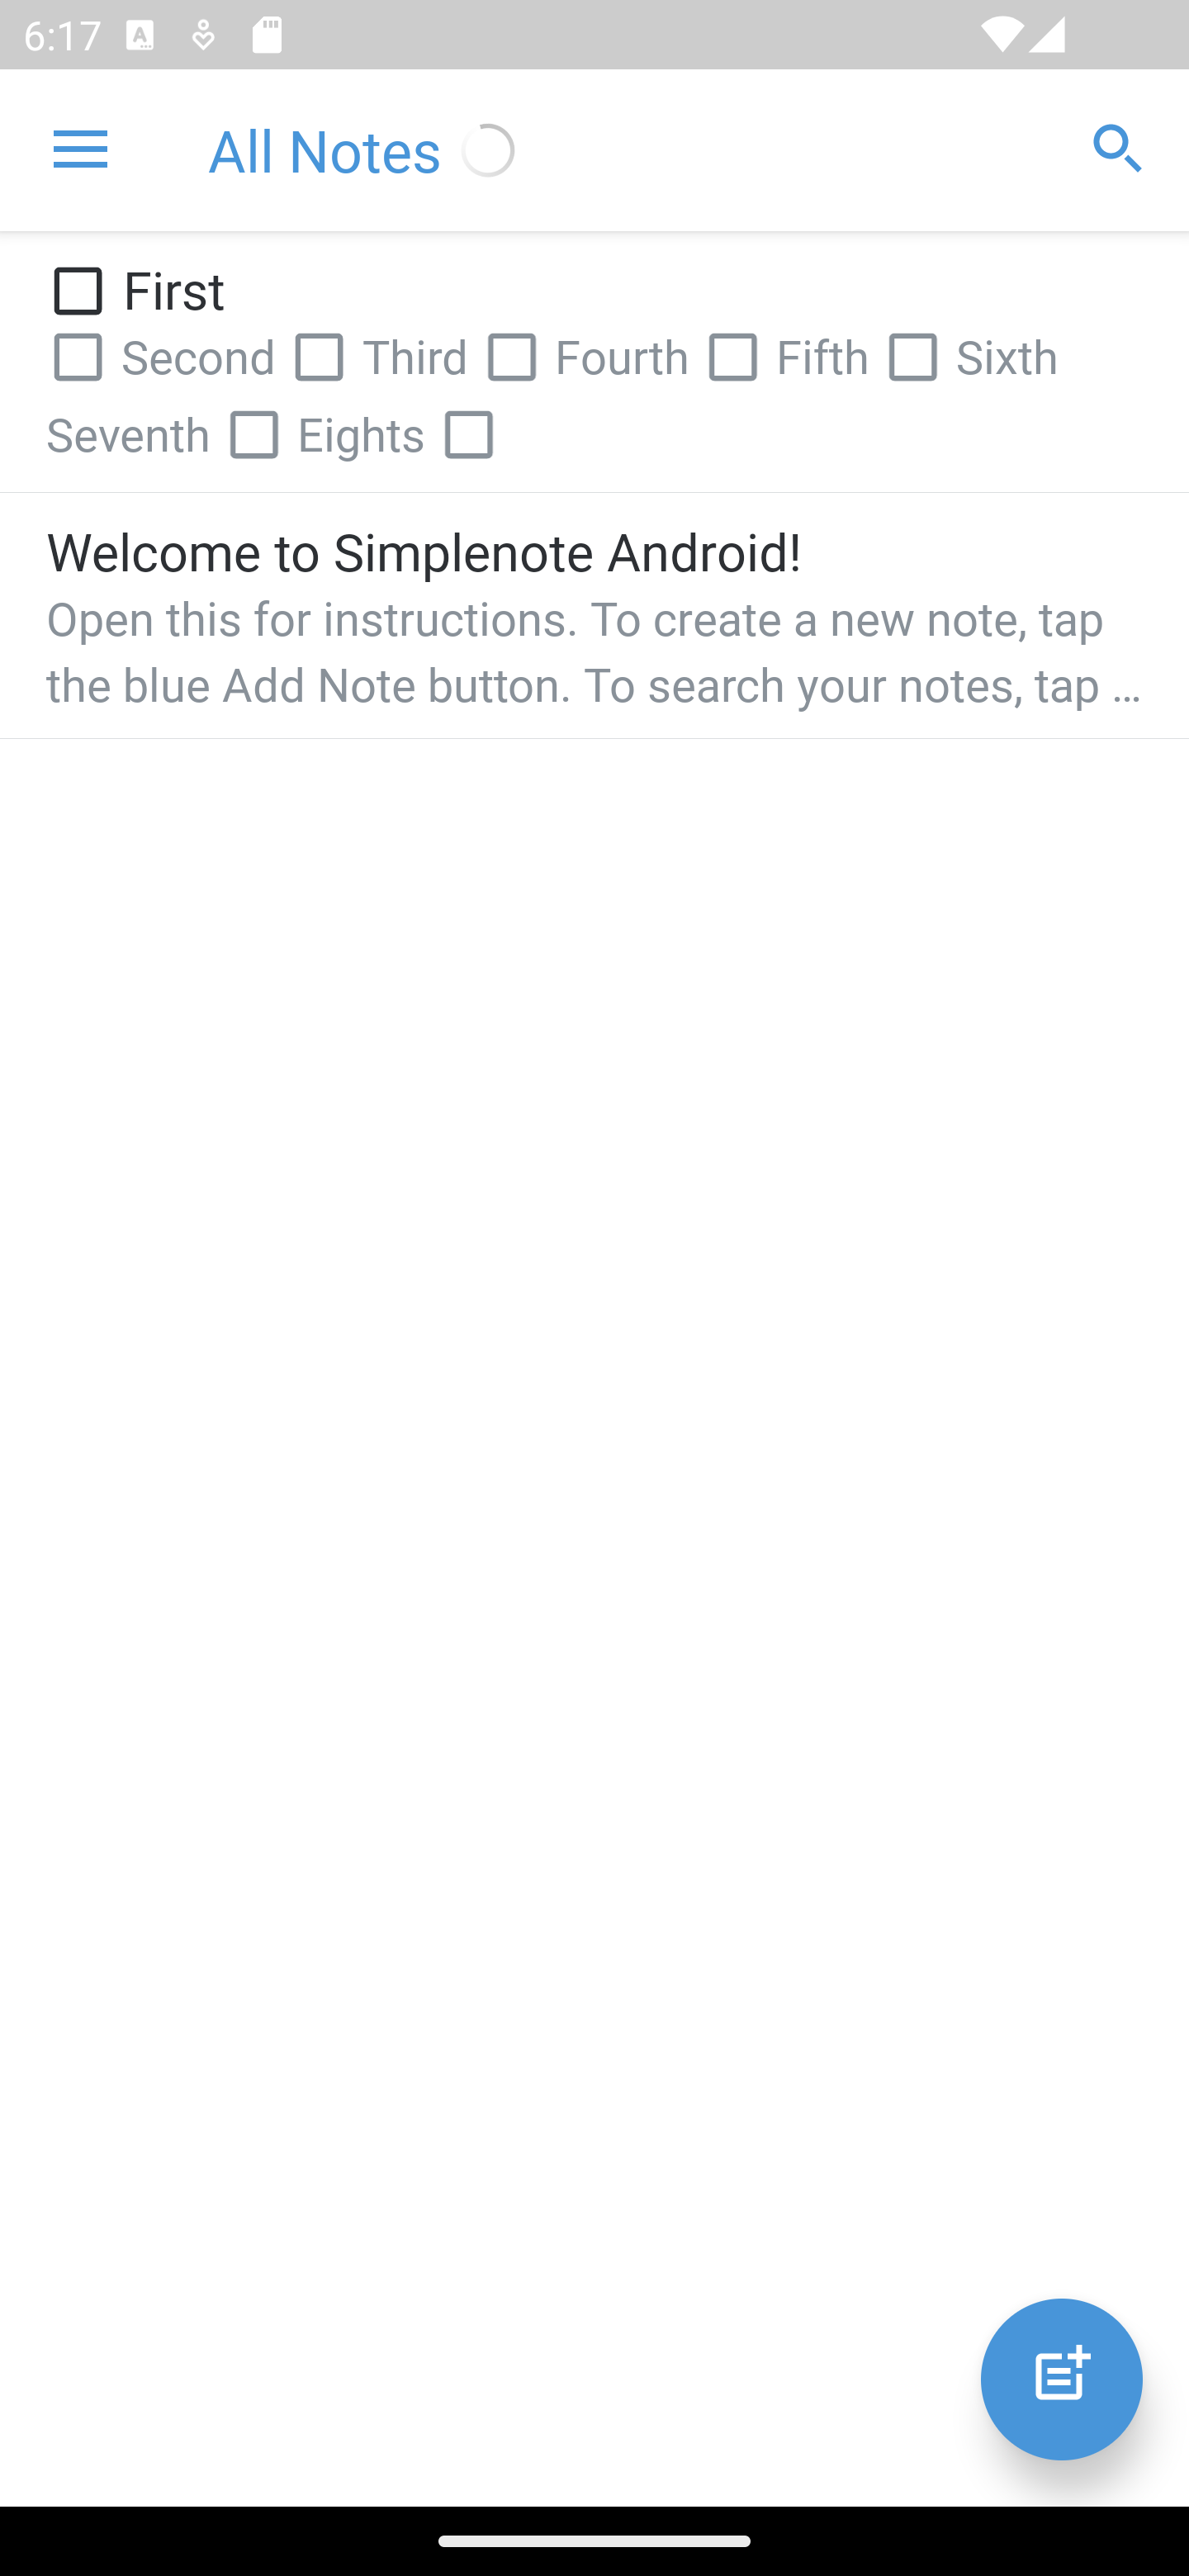 6:17
All Notes
First
Second Third Fourth Fifth Sixth
Seventh Eights
Welcome to Simplenote Android!
Open this for instructions. To create a new note, tap
the blue Add Note button. To search your notes, tap …